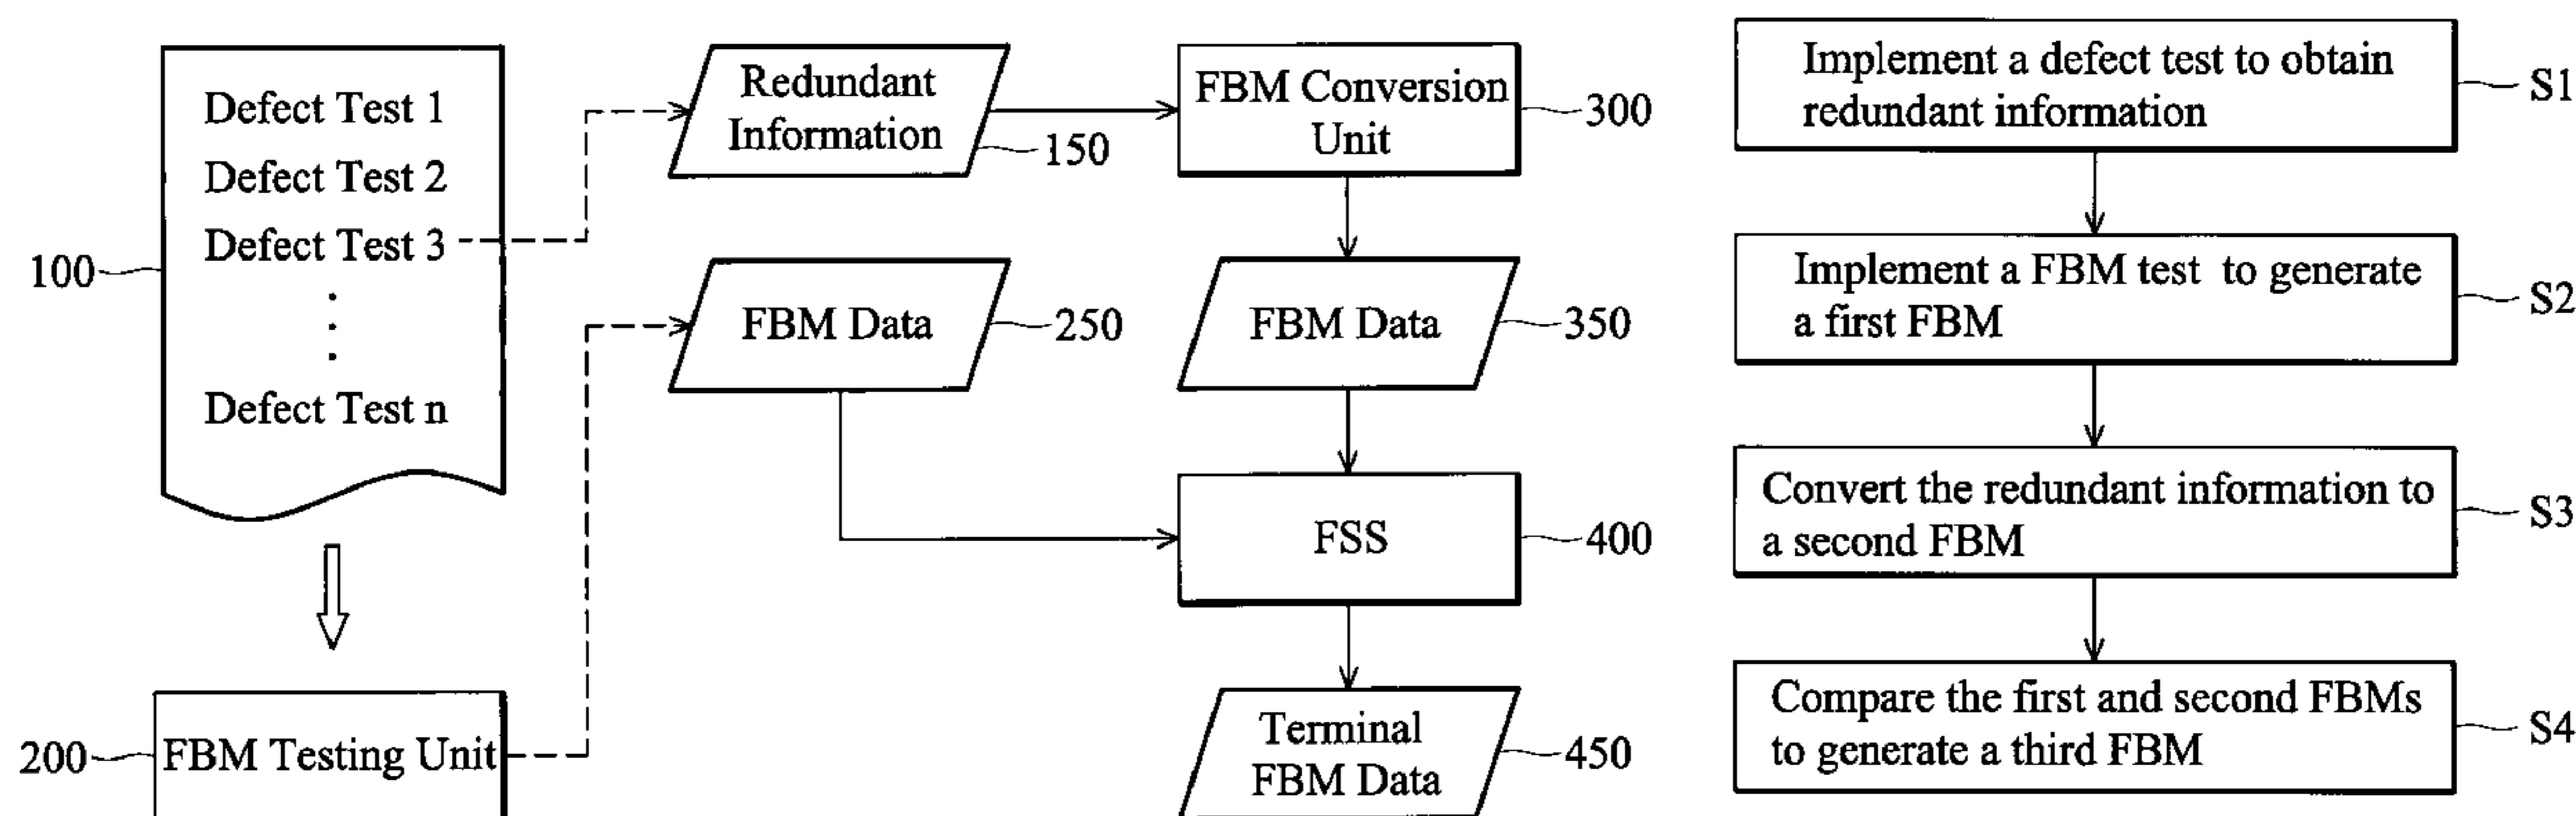 Defect Test 1
Defect Test 2
Defect Test 3
Defect Test n
100
FBM Testing Unit
200
Redundant
Information
150
FBM Data
250
FBM Conversion
Unit
300
FBM Data
350
FSS
400
Terminal
FBM Data
450
Implement a defect test to obtain
redundant information
S1
Implement a FBM test to generate
a first FBM
S2
Convert the redundant information to
a second FBM
S3
Compare the first and second FBMs
to generate a third FBM
S4